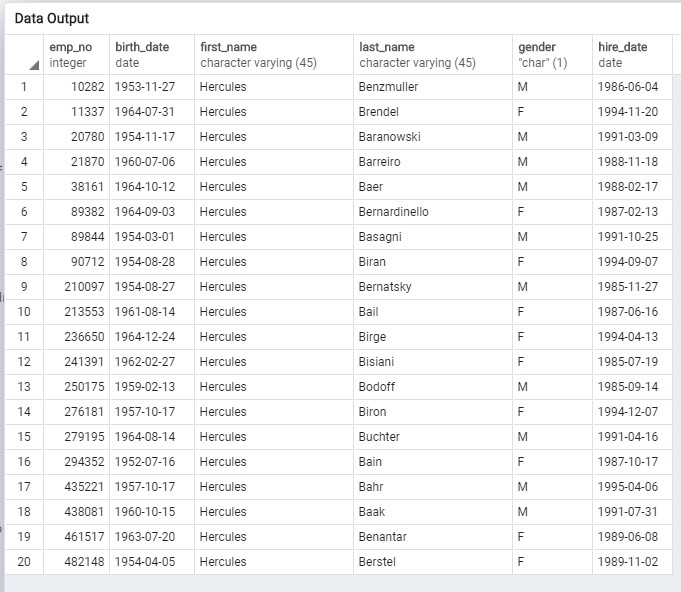 Data Output
emp_no birth_date first_name last_name gender hire_date
integer date character varying (45) character varying (45) "char" (1) date
1 10282 1953-11-27 Hercules Benzmuller M 1986-06-04
2 11337 1964-07-31 Hercules Brendel F 1994-11-20
3 20780 1954-11-17 Hercules Baranowski M 1991-03-09
4 21870 1960-07-06 Hercules Barreiro M 1988-11-18
5 38161 1964-10-12 Hercules Baer M 1988-02-17
6 89382 1964-09-03 Hercules Bernardinello F 1987-02-13
7 89844 1954-03-01 Hercules Basagni M 1991-10-25
8 90712 1954-08-28 Hercules Biran F 1994-09-07
9 210097 1954-08-27 Hercules Bernatsky M 1985-11-27
10 213553 1961-08-14 Hercules Bail F 1987-06-16
11 236650 1964-12-24 Hercules Birge F 1994-04-13
12 241391 1962-02-27 Hercules Bisiani F 1985-07-19
13 250175 1959-02-13 Hercules Bodoff M 1985-09-14
14 276181 1957-10-17 Hercules Biron F 1994-12-07
15 279195 1964-08-14 Hercules Buchter M 1991-04-16
16 294352 1952-07-16 Hercules Bain F 1987-10-17
17 435221 1957-10-17 Hercules Bahr M 1995-04-06
18 438081 1960-10-15 Hercules Baak M 1991-07-31
19 461517 1963-07-20 Hercules Benantar F 1989-06-08
20 482148 1954-04-05 Hercules Berstel F 1989-11-02